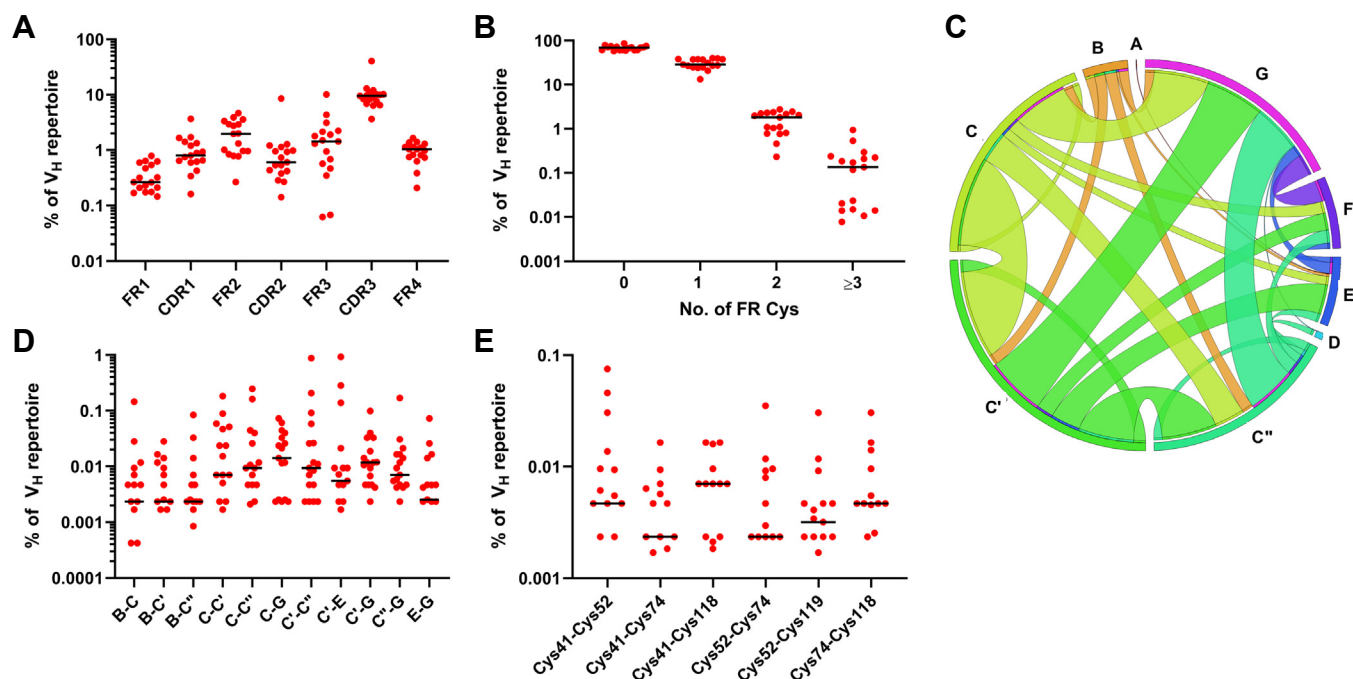 A
% of VH repertoire
100
10
1
0.1
0.01
FR1
CDR1
FR2
CDR2
FR3
CDR3
FR4
B
% of VH repertoire
100
10
1
0.1
0.01
0.001
0
1
2
≥3
No. of FR Cys
C
A
B
G
C
F
E
D
C'
C"
D
% of VH repertoire
1
0.1
0.01
0.001
0.0001
B-C
B-C'
B-C"
C-C'
C-C"
C-G
C'-C"
C'-E
C'-G
C"-G
E-G
E
% of VH repertoire
0.1
0.010
0.001
Cys41-Cys52
Cys41-Cys74
Cys41-Cys118
Cys52-Cys74
Cys52-Cys119
Cys74-Cys118